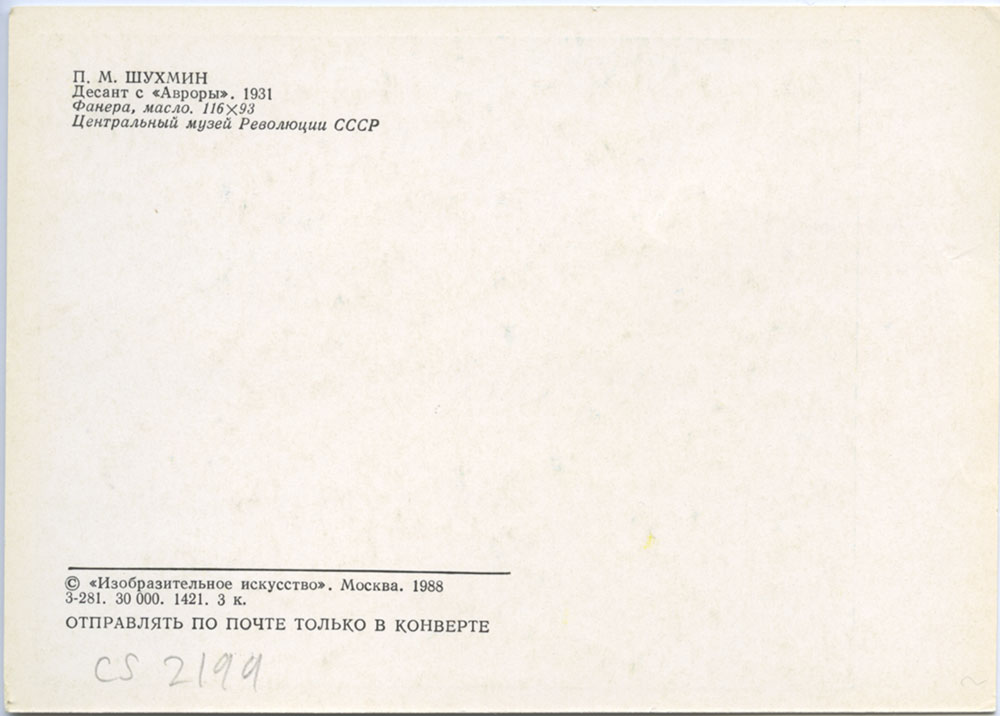 П. М. ШУХМИН
Десант с «Авроры». 1931
Фанера, масло. 116×93
Центральный музей Революции СССР
© «Изобразительное искусство». Москва. 1988
3-281. 30 000. 1421. 3 к.
ОТПРАВЛЯТЬ ПО ПОЧТЕ ТОЛЬКО В КОНВЕРТЕ
CS 2199